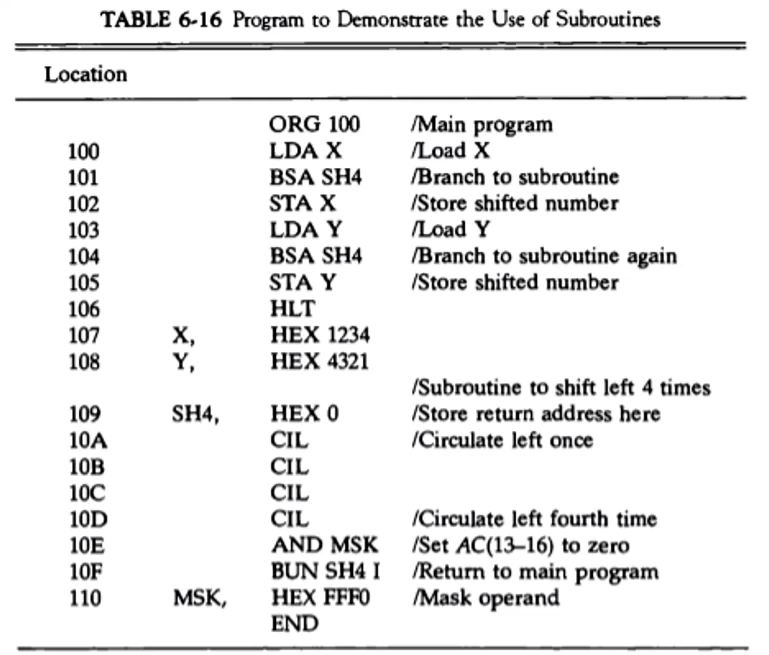 TABLE 6-16 Program to Demonstrate the Use of Subroutines
Location
ORG 100 /Main program
100 LDA X /Load X
101 BSA SH4 /Branch to subroutine
102 STA X /Store shifted number
103 LDA Y /Load Y
104 BSA SH4 /Branch to subroutine again
105 STA Y /Store shifted number
106 HLT
107 X, HEX 1234
108 Y, HEX 4321
/Subroutine to shift left 4 times
109 SH4, HEX 0 /Store return address here
10A CIL /Circulate left once
10B CIL
10C CIL
10D CIL /Circulate left fourth time
10E AND MSK /Set AC(13–16) to zero
10F BUN SH4 I /Return to main program
110 MSK, HEX FFF0 /Mask operand
END